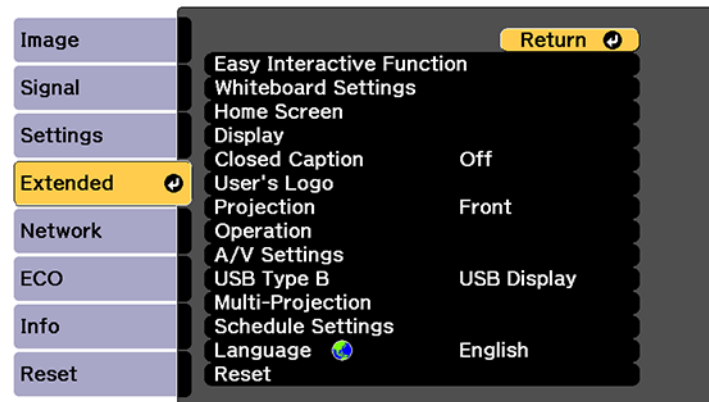 Image
Signal
Settings
Extended
Network
ECO
Info
Reset
Return
Easy Interactive Function
Whiteboard Settings
Home Screen
Display
Closed Caption Off
User's Logo
Projection Front
Operation
A/V Settings
USB Type B USB Display
Multi-Projection
Schedule Settings
Language English
Reset